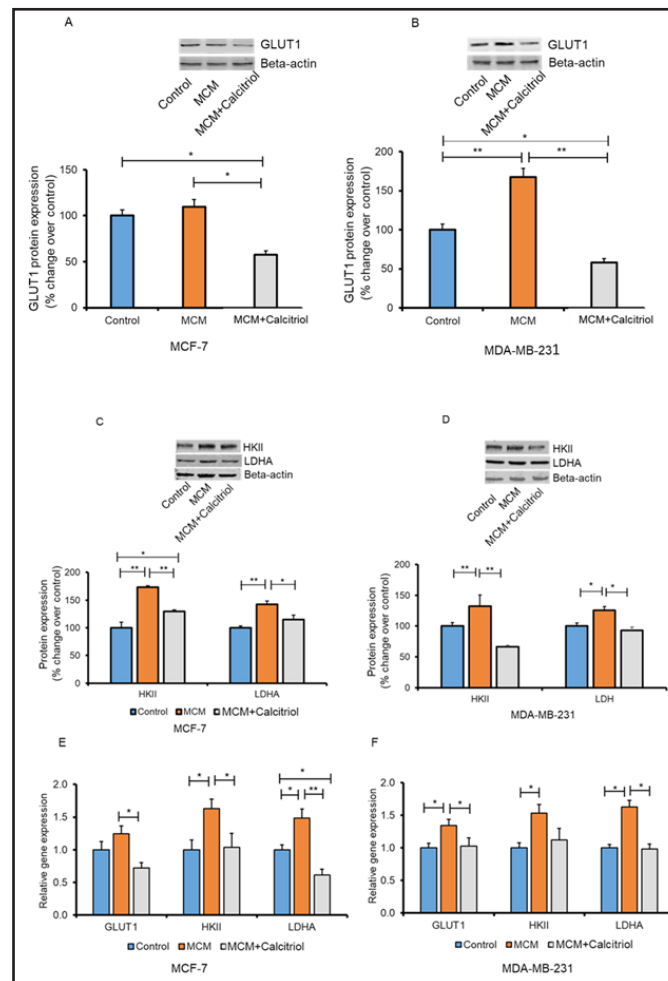 A
GLUT1
Beta-actin
Control
MCM
MCM+Calcitriol
GLUT1 protein expression
(% change over control)
150
100
50
0
*
*
Control MCM MCM+Calcitriol
MCF-7
B
GLUT1
Beta-actin
Control
MCM
MCM+Calcitriol
GLUT1 protein expression
(% change over control)
200
150
100
50
0
*
** **
Control MCM MCM+Calcitriol
MDA-MB-231
C
HKII
LDHA
Beta-actin
Control
MCM
MCM+Calcitriol
Protein expression
(% change over control)
200
150
100
50
0
*
** ** ** *
HKII LDHA
Control MCM MCM+Calcitriol
MCF-7
D
HKII
LDHA
Beta-actin
Control
MCM
MCM+Calcitriol
Protein expression
(% change over control)
200
150
100
50
0
** ** * *
HKII LDH
Control MCM MCM+Calcitriol
MDA-MB-231
E
Relative gene expression
2.0
1.5
1.0
0.5
0.0
*
* * * * **
GLUT1 HKII LDHA
Control MCM MCM+Calcitriol
MCF-7
F
Relative gene expression
2.0
1.5
1.0
0.5
0.0
* * * * *
GLUT1 HKII LDHA
Control MCM MCM+Calcitriol
MDA-MB-231